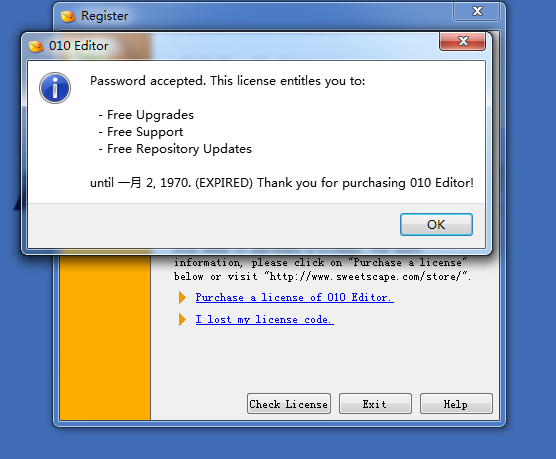 Register
010 Editor
Password accepted. This license entitles you to:
- Free Upgrades
- Free Support
- Free Repository Updates
until 一月 2, 1970. (EXPIRED) Thank you for purchasing 010 Editor!
OK
information, please click on "Purchase a license"
below or visit "http://www.sweetscape.com/store/".
Purchase a license of 010 Editor.
I lost my license code.
Check License
Exit
Help